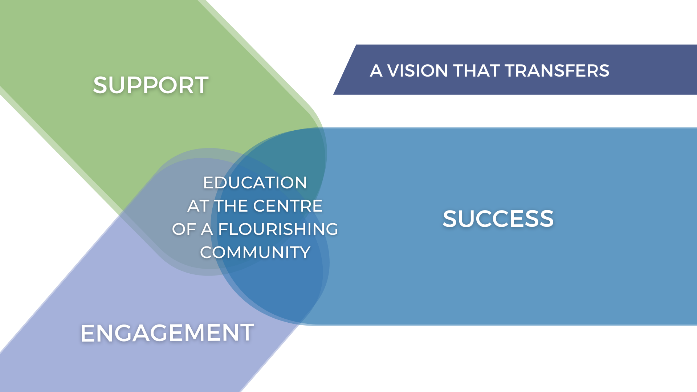 SUPPORT
A VISION THAT TRANSFERS
EDUCATION
AT THE CENTRE
OF A FLOURISHING
COMMUNITY
SUCCESS
ENGAGEMENT